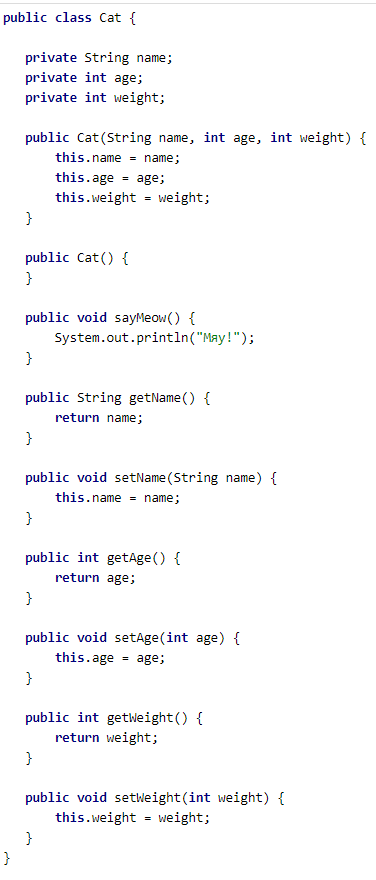 public class Cat {
private String name;
private int age;
private int weight;
public Cat(String name, int age, int weight) {
this.name = name;
this.age = age;
this.weight = weight;
}
public Cat() {
}
public void sayMeow() {
System.out.println("Мяу!");
}
public String getName() {
return name;
}
public void setName(String name) {
this.name = name;
}
public int getAge() {
return age;
}
public void setAge(int age) {
this.age = age;
}
public int getWeight() {
return weight;
}
public void setWeight(int weight) {
this.weight = weight;
}
}